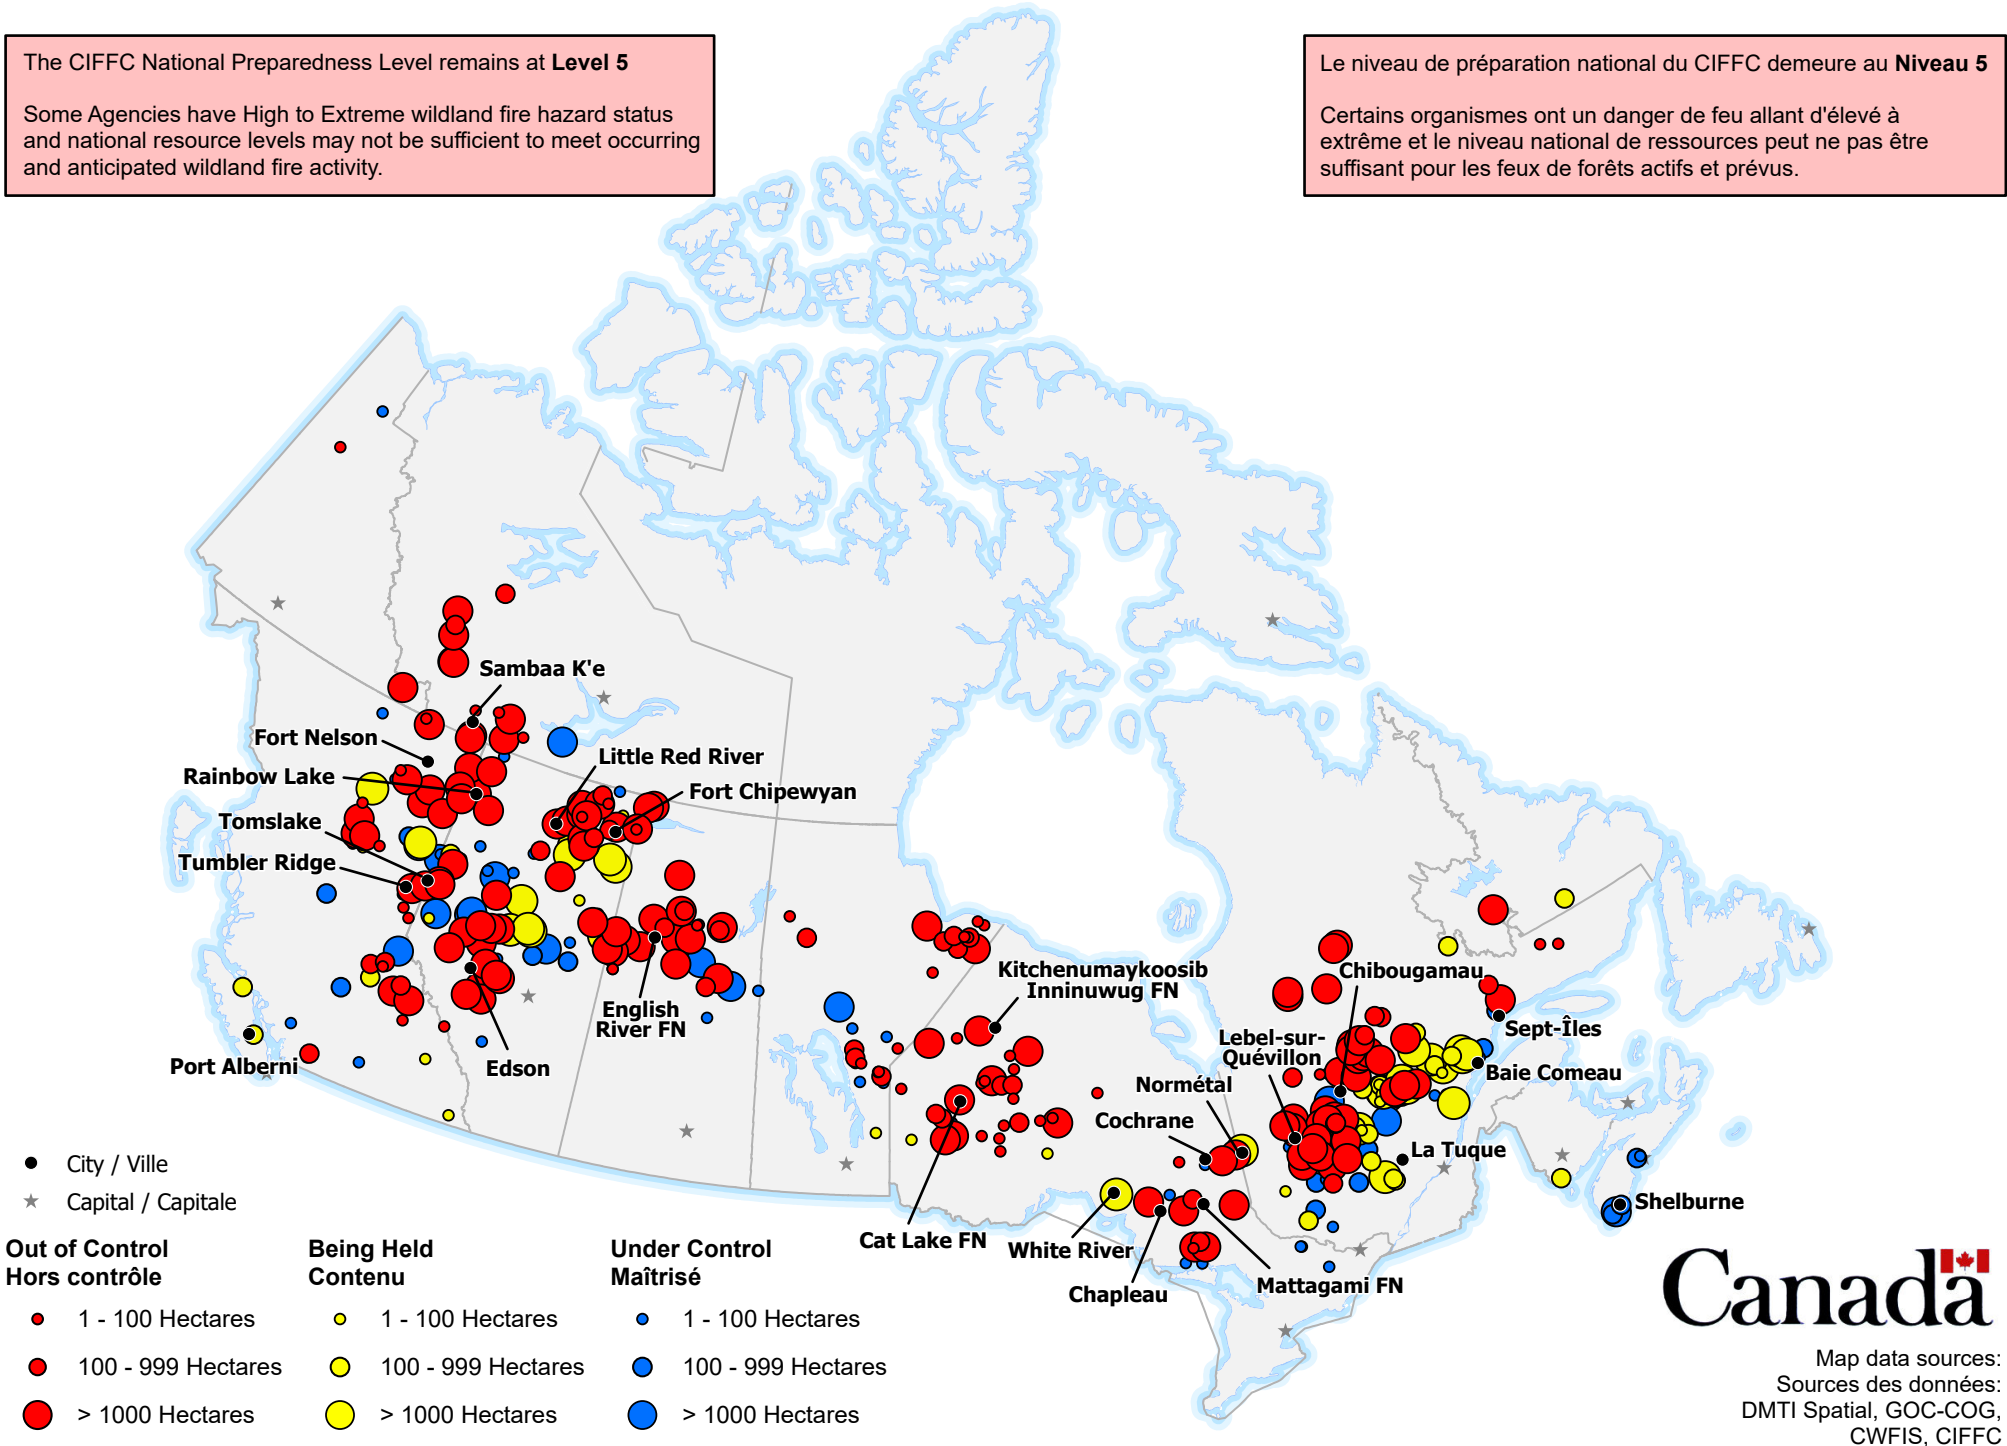 The CIFFC National Preparedness Level remains at Level 5
Some Agencies have High to Extreme wildland fire hazard status
and national resource levels may not be sufficient to meet occurring
and anticipated wildland fire activity.
Le niveau de préparation national du CIFFC demeure au Niveau 5
Certains organismes ont un danger de feu allant d'élevé à
extrême et le niveau national de ressources peut ne pas être
suffisant pour les feux de forêts actifs et prévus.
Sambaa K'e
Fort Nelson
Little Red River
Rainbow Lake
Fort Chipewyan
Tomslake
Tumbler Ridge
Kitchenumaykoosib
Inninuwug FN
Chibougamau
English
River FN
Sept-Îles
Lebel-sur-
Quévillon
Port Alberni
Edson
Baie Comeau
Normétal
Cochrane
La Tuque
Shelburne
Cat Lake FN
White River
Chapleau
Mattagami FN
City / Ville
Capital / Capitale
Out of Control
Hors contrôle
1 - 100 Hectares
100 - 999 Hectares
> 1000 Hectares
Being Held
Contenu
1 - 100 Hectares
100 - 999 Hectares
> 1000 Hectares
Under Control
Maîtrisé
1 - 100 Hectares
100 - 999 Hectares
> 1000 Hectares
Canada
Map data sources:
Sources des données:
DMTI Spatial, GOC-COG,
CWFIS, CIFFC